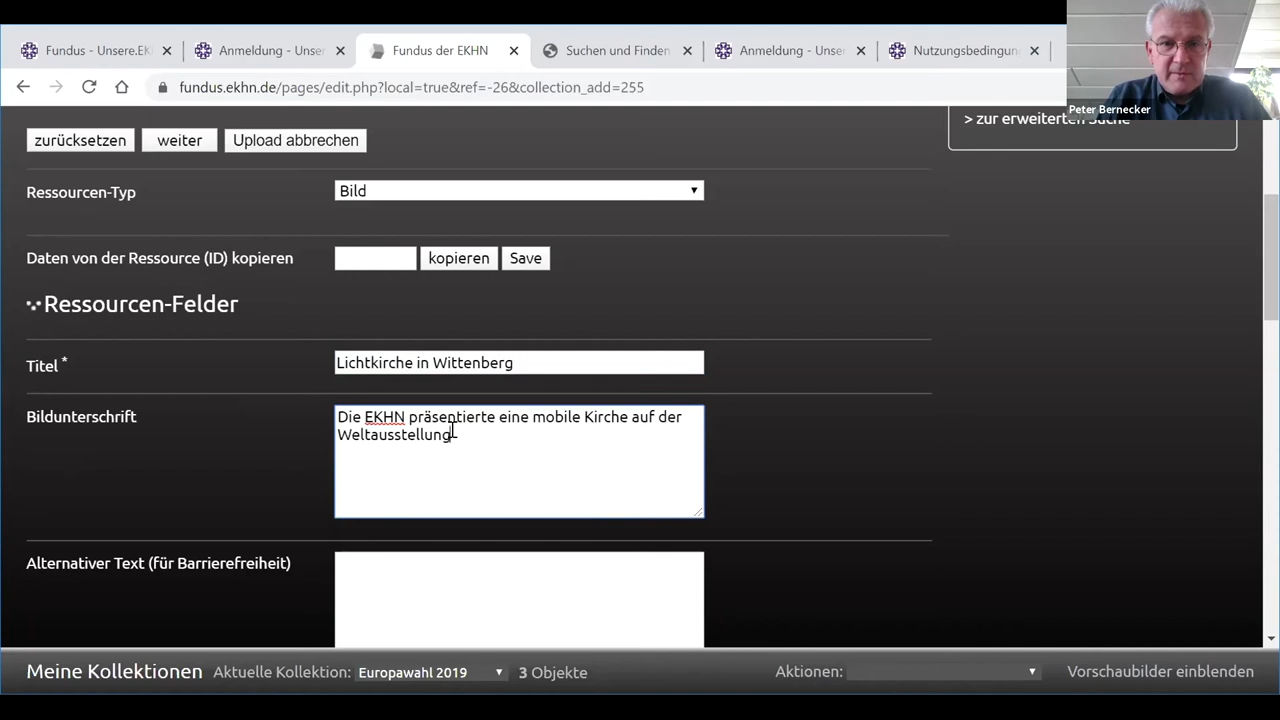 Fundus - Unsere.EK
Anmeldung - Unser
Fundus der EKHN
Suchen und Finden
Anmeldung - Unse
Nutzungsbedingun
fundus.ekhn.de/pages/edit.php?local=true&ref=-26&collection_add=255
Peter Bernecker
> zur erweiterten Suche
zurücksetzen weiter Upload abbrechen
Ressourcen-Typ Bild
Daten von der Ressource (ID) kopieren kopieren Save
Ressourcen-Felder
Titel * Lichtkirche in Wittenberg
Bildunterschrift Die EKHN präsentierte eine mobile Kirche auf der
Weltausstellung
Alternativer Text (für Barrierefreiheit)
Meine Kollektionen Aktuelle Kollektion: Europawahl 2019 3 Objekte Aktionen: Vorschaubilder einblenden